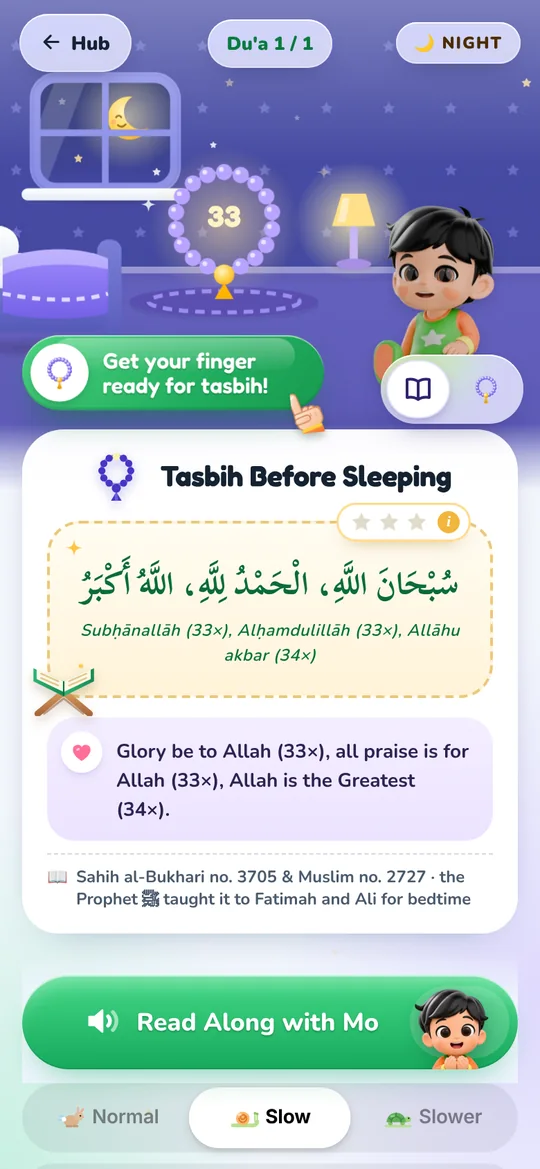 ← Hub
Du'a 1 / 1
🌙 NIGHT
33
Get your finger
ready for tasbih!
Tasbih Before Sleeping
i
سُبْحَانَ اللَّهِ، الْحَمْدُ لِلَّهِ، اللَّهُ أَكْبَرُ
Subḥānallāh (33×), Alḥamdulillāh (33×), Allāhu
akbar (34×)
Glory be to Allah (33×), all praise is for
Allah (33×), Allah is the Greatest
(34×).
📖 Sahih al-Bukhari no. 3705 & Muslim no. 2727 · the
Prophet ﷺ taught it to Fatimah and Ali for bedtime
Read Along with Mo
Normal
Slow
Slower